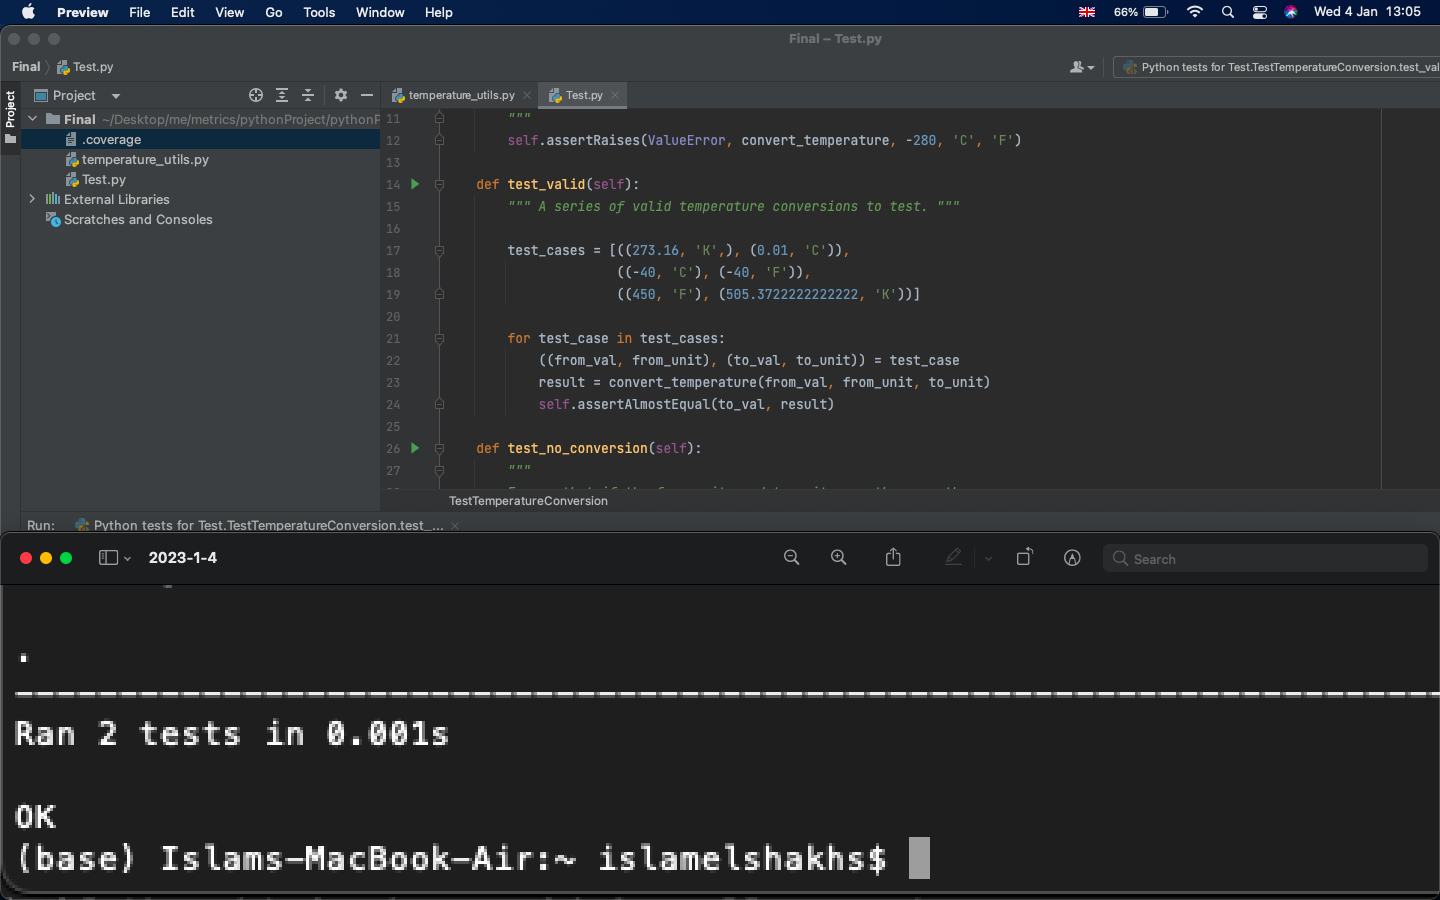 Preview File Edit View Go Tools Window Help 66% Wed 4 Jan 13:05
Final – Test.py
Final Test.py Python tests for Test.TestTemperatureConversion.test_val
Project
Project temperature_utils.py Test.py
Final ~/Desktop/me/metrics/pythonProject/pythonP
.coverage
temperature_utils.py
Test.py
External Libraries
Scratches and Consoles
11 """
12 self.assertRaises(ValueError, convert_temperature, -280, 'C', 'F')
13
14 def test_valid(self):
15 """ A series of valid temperature conversions to test. """
16
17 test_cases = [((273.16, 'K',), (0.01, 'C')),
18 ((-40, 'C'), (-40, 'F')),
19 ((450, 'F'), (505.3722222222222, 'K'))]
20
21 for test_case in test_cases:
22 ((from_val, from_unit), (to_val, to_unit)) = test_case
23 result = convert_temperature(from_val, from_unit, to_unit)
24 self.assertAlmostEqual(to_val, result)
25
26 def test_no_conversion(self):
27 """
TestTemperatureConversion
Run: Python tests for Test.TestTemperatureConversion.test_...
2023-1-4 Search
.
----------------------------------------------------------------------
Ran 2 tests in 0.001s
OK
(base) Islams-MacBook-Air:~ islamelshakhs$